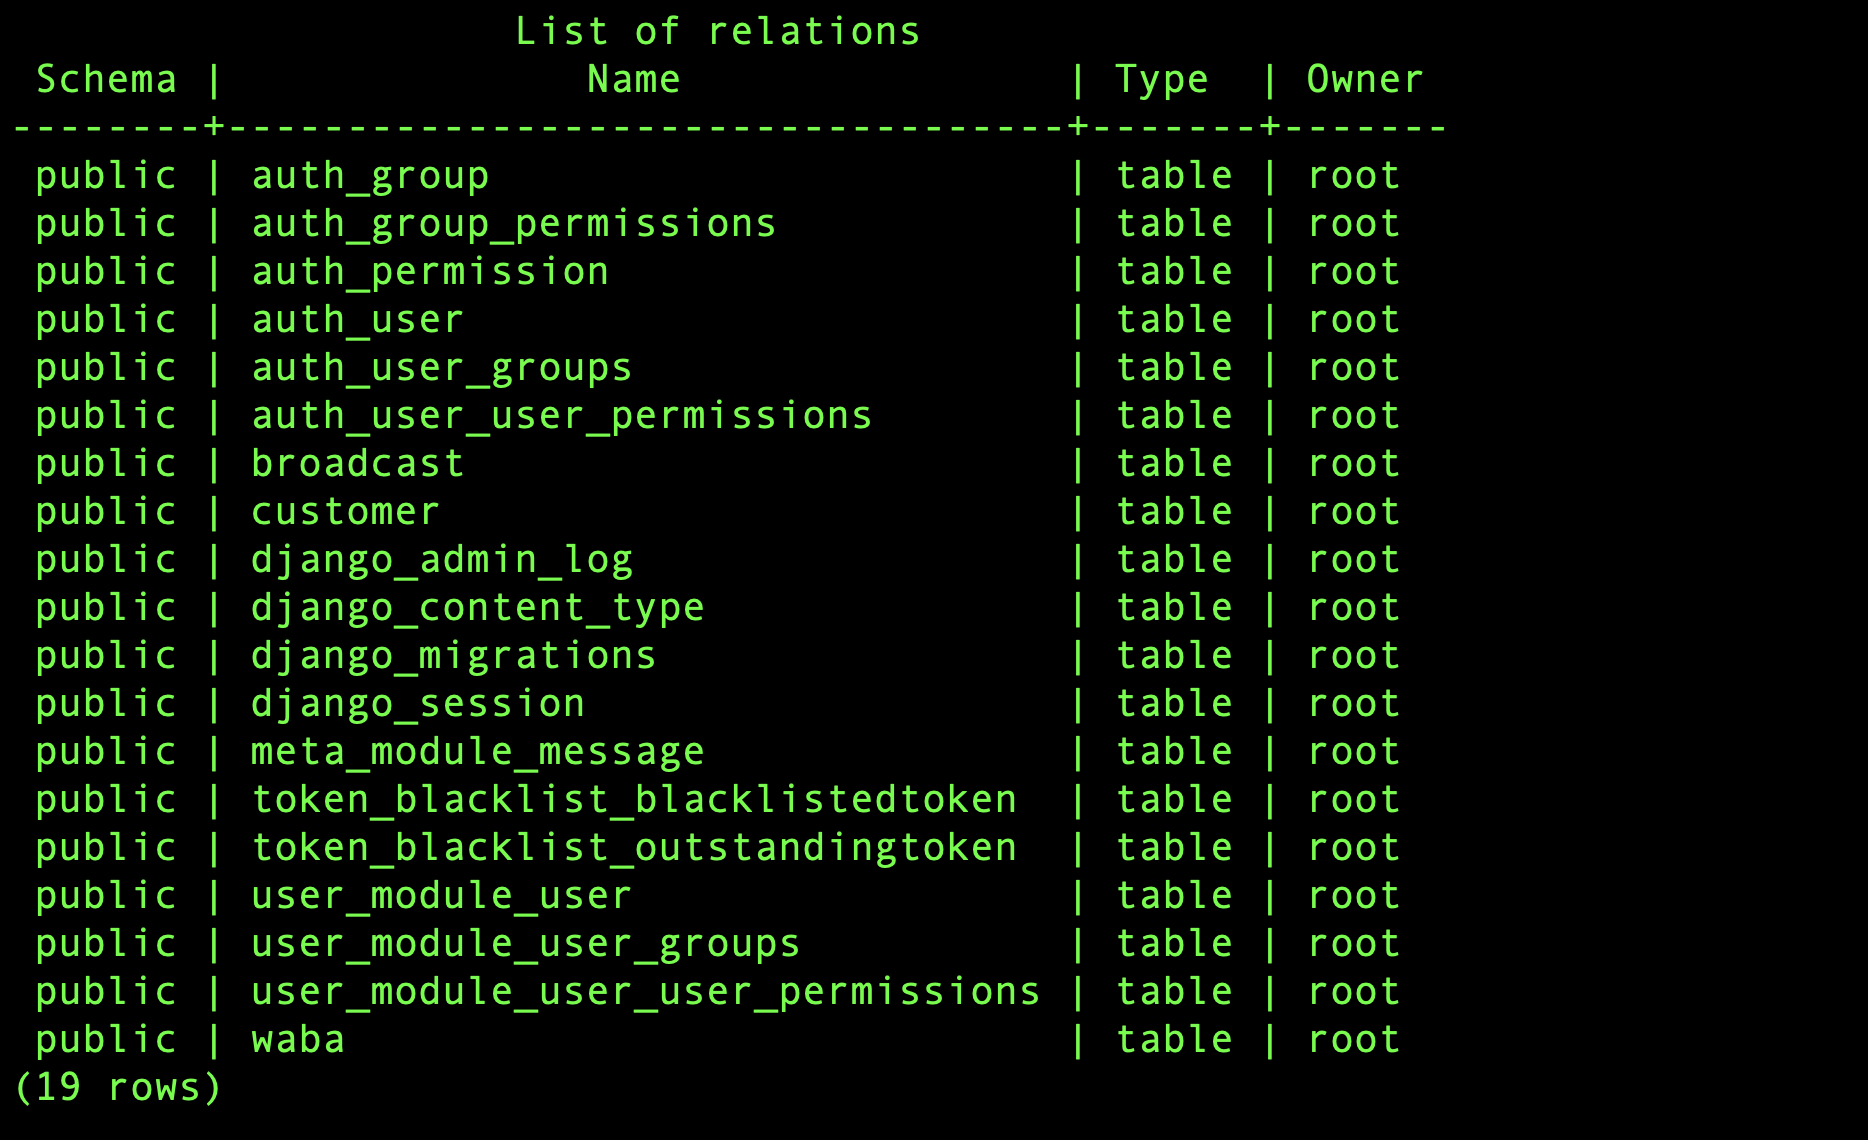 List of relations
Schema | Name | Type | Owner
--------+-----------------------------------+-------+-------
public | auth_group | table | root
public | auth_group_permissions | table | root
public | auth_permission | table | root
public | auth_user | table | root
public | auth_user_groups | table | root
public | auth_user_user_permissions | table | root
public | broadcast | table | root
public | customer | table | root
public | django_admin_log | table | root
public | django_content_type | table | root
public | django_migrations | table | root
public | django_session | table | root
public | meta_module_message | table | root
public | token_blacklist_blacklistedtoken | table | root
public | token_blacklist_outstandingtoken | table | root
public | user_module_user | table | root
public | user_module_user_groups | table | root
public | user_module_user_user_permissions | table | root
public | waba | table | root
(19 rows)